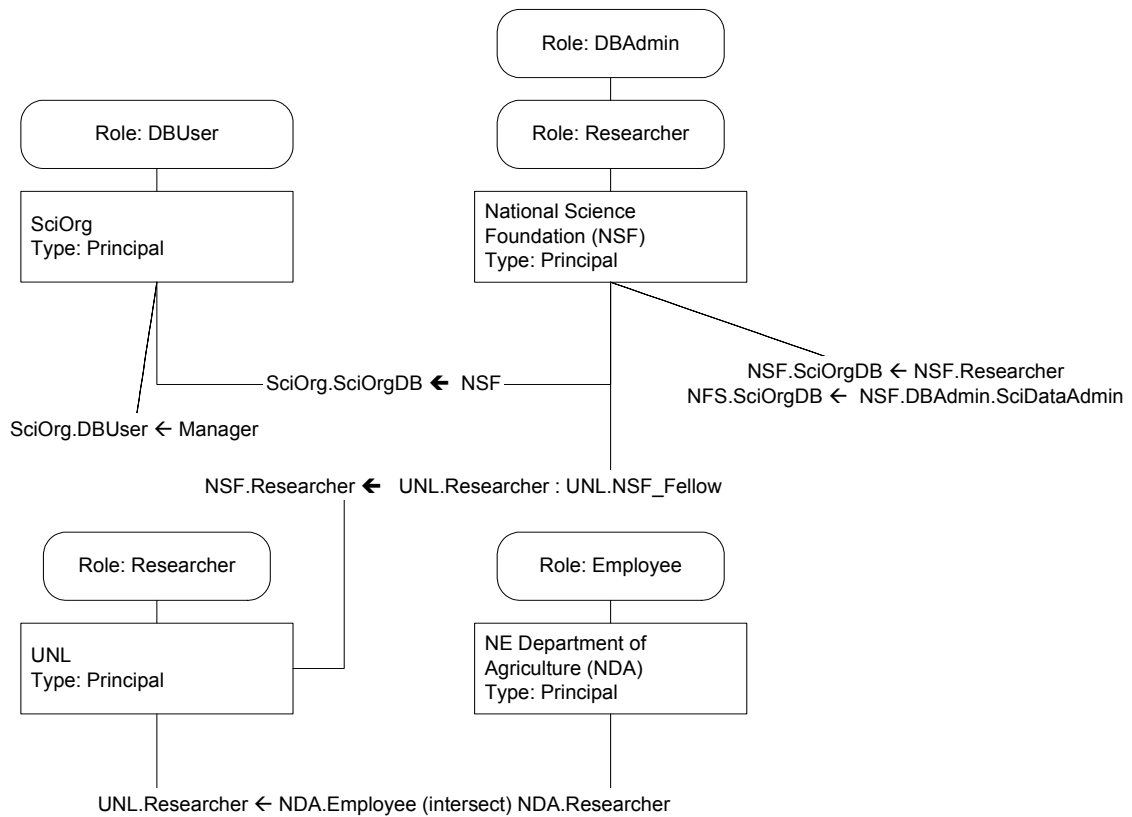 Role: DBAdmin
Role: DBUser
Role: Researcher
SciOrg
Type: Principal
National Science
Foundation (NSF)
Type: Principal
SciOrg.SciOrgDB ← NSF
NSF.SciOrgDB ← NSF.Researcher
NFS.SciOrgDB ← NSF.DBAdmin.SciDataAdmin
SciOrg.DBUser ← Manager
NSF.Researcher ← UNL.Researcher : UNL.NSF_Fellow
Role: Researcher
Role: Employee
UNL
Type: Principal
NE Department of
Agriculture (NDA)
Type: Principal
UNL.Researcher ← NDA.Employee (intersect) NDA.Researcher